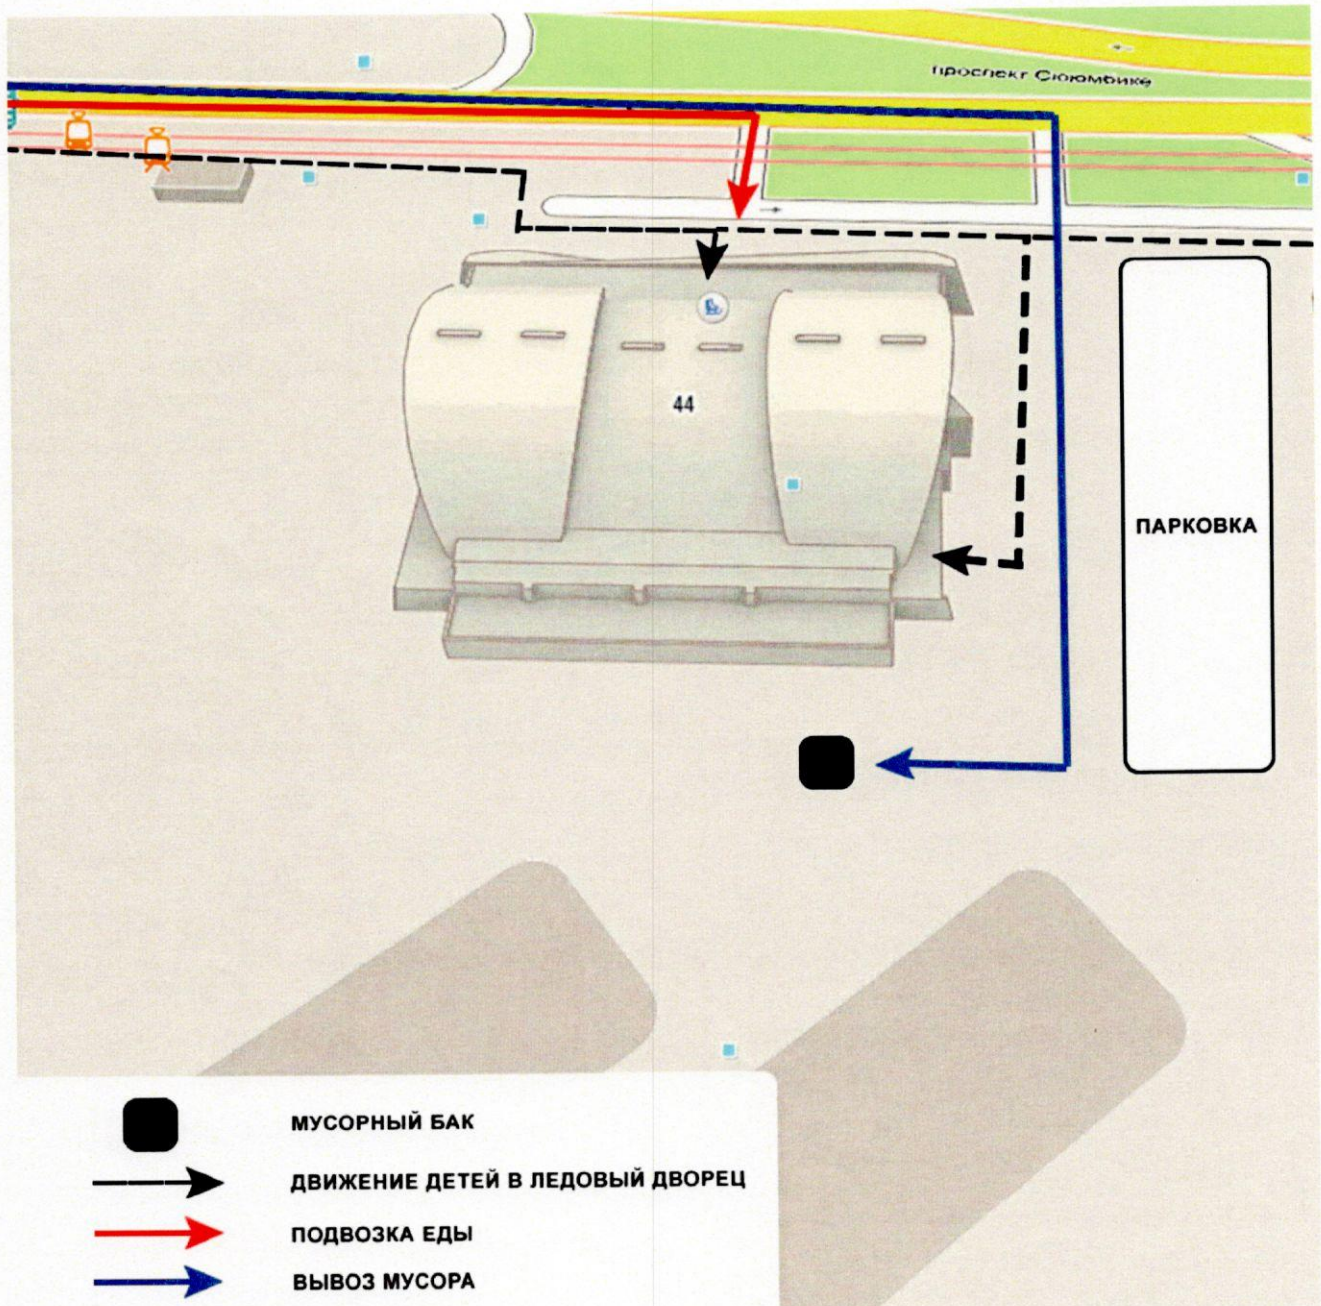 проспект Сююмбике
44
ПАРКОВКА
МУСОРНЫЙ БАК
ДВИЖЕНИЕ ДЕТЕЙ В ЛЕДОВЫЙ ДВОРЕЦ
ПОДВОЗКА ЕДЫ
ВЫВОЗ МУСОРА